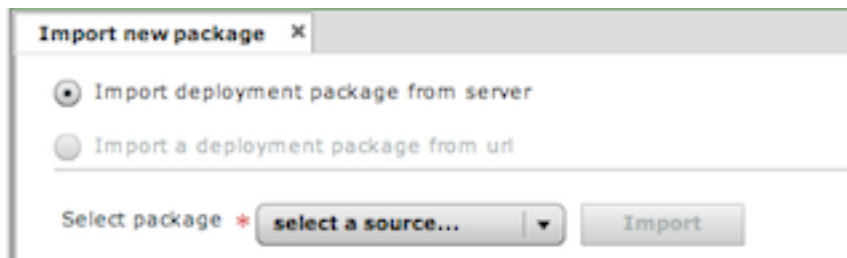 Import new package ×
Import deployment package from server
Import a deployment package from url
Select package * select a source... Import